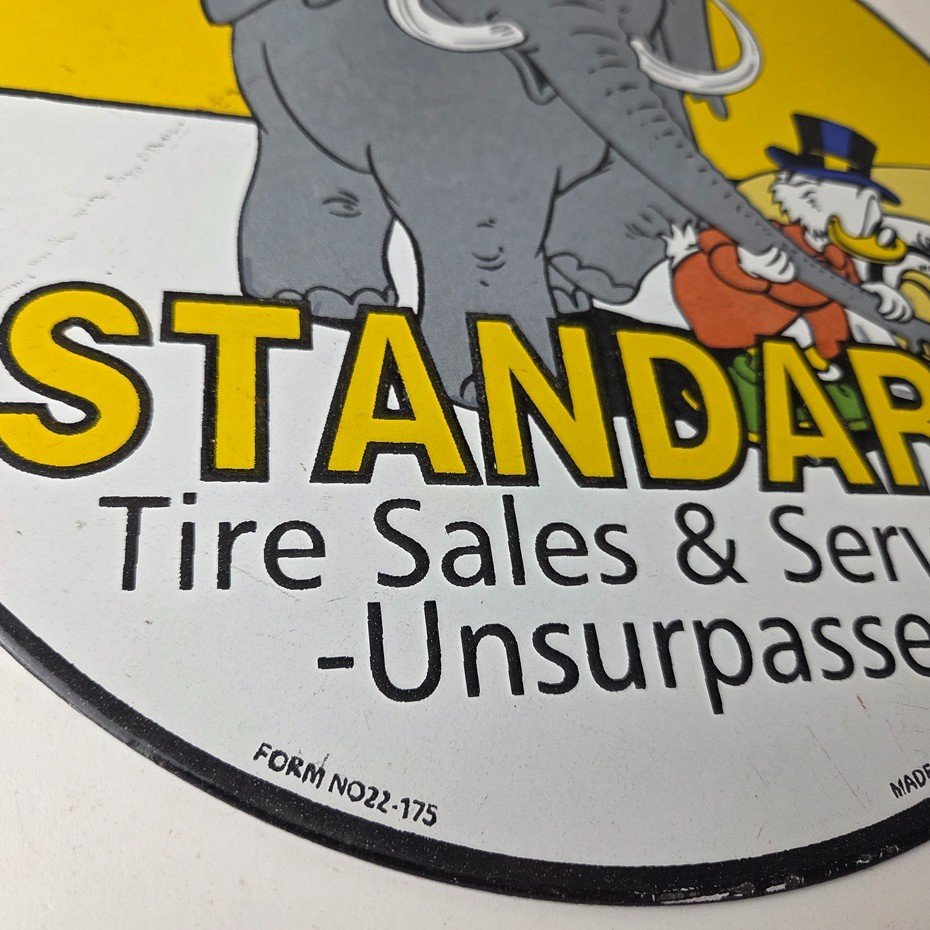 STANDAR
Tire Sales & Serv
-Unsurpasse
FORM NO22-175
MADE